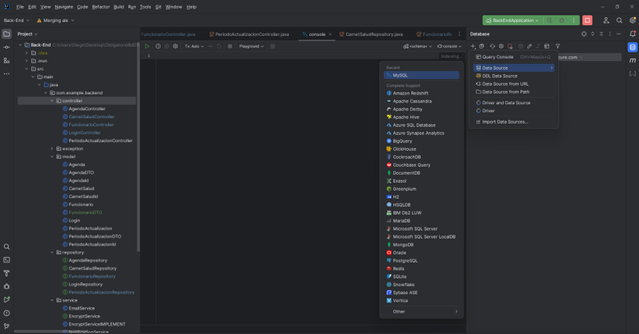 File Edit View Navigate Code Refactor Build Run Tools Git Window Help
Back-End
Merging ale
BackEndApplication
Project
PeriodoActualizacionController.java
console
CarnetSaludRepository.java
Database
Tx: Auto
Playground
<schema>
console
1
Back-End
.idea
.mvn
src
main
java
com.example.backend
controller
AgendaController
CarnetSaludController
FuncionarioController
LoginController
PeriodoActualizacionController
exception
model
Agenda
AgendaDTO
AgendaId
CarnetSalud
CarnetSaludId
Funcionario
FuncionarioDTO
Login
PeriodoActualizacion
PeriodoActualizacionDTO
PeriodoActualizacionId
repository
AgendaRepository
CarnetSaludRepository
FuncionarioRepository
LoginRepository
PeriodoActualizacionRepository
service
EmailService
EncryptService
EncryptServiceIMPLEMENT
Recent
MySQL
Complete Support
Amazon Redshift
Apache Cassandra
Apache Derby
Apache Hive
Azure SQL Database
Azure Synapse Analytics
BigQuery
ClickHouse
CockroachDB
Couchbase Query
DocumentDB
Exasol
Greenplum
H2
HSQLDB
IBM Db2 LUW
MariaDB
Microsoft SQL Server
Microsoft SQL Server LocalDB
MongoDB
Oracle
PostgreSQL
Redis
SQLite
Snowflake
Sybase ASE
Vertica
Other
Query Console
Data Source
DDL Data Source
Data Source from URL
Data Source from Path
Driver and Data Source
Driver
Import Data Sources...